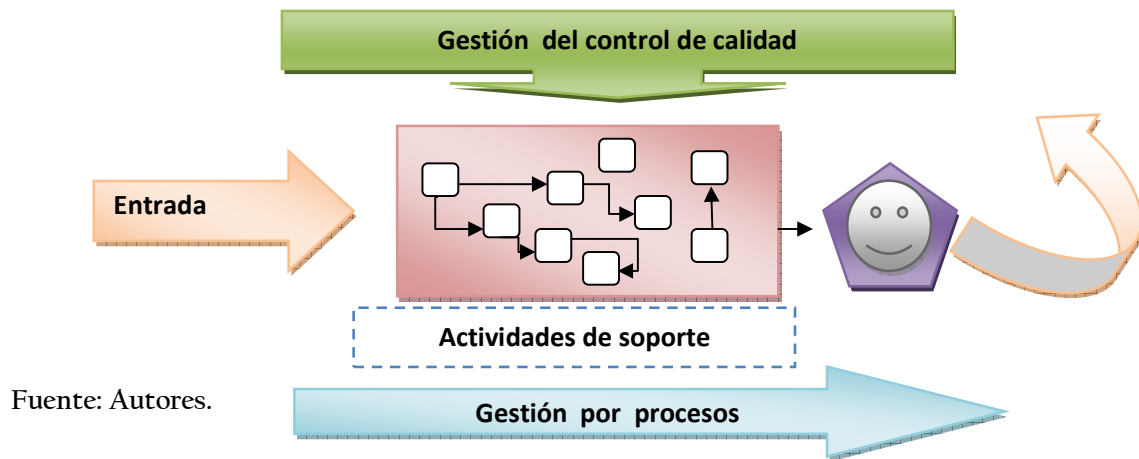 Gestión del control de calidad
Entrada
Actividades de soporte
Fuente: Autores.
Gestión por procesos